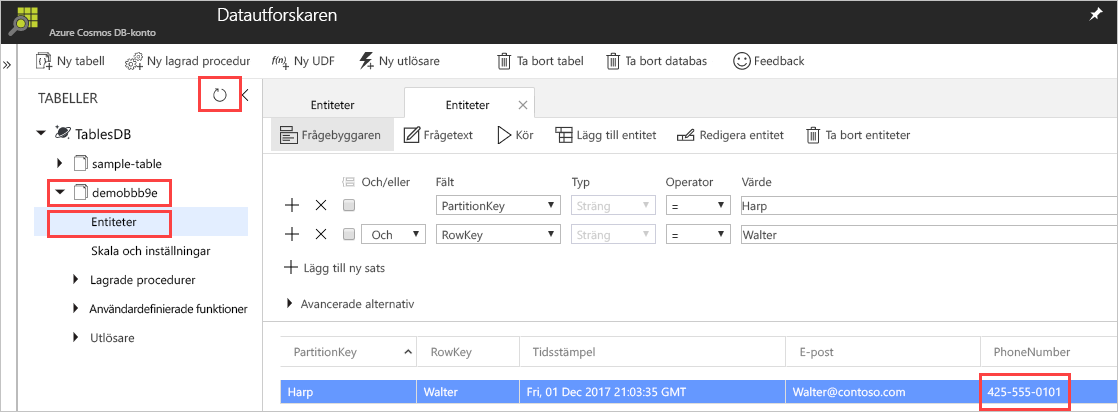 Datautforskaren
Azure Cosmos DB-konto
» Ny tabell Ny lagrad procedur f(n) Ny UDF Ny utlösare Ta bort tabel Ta bort databas Feedback
TABELLER
TablesDB
sample-table
demobbb9e
Entiteter
Skala och inställningar
Lagrade procedurer
Användardefinierade funktioner
Utlösare
Entiteter Entiteter
Frågebyggaren Frågetext Kör Lägg till entitet Redigera entitet Ta bort entiteter
Och/eller Fält Typ Operator Värde
PartitionKey Sträng = Harp
Och RowKey Sträng = Walter
Lägg till ny sats
Avancerade alternativ
PartitionKey RowKey Tidsstämpel E-post PhoneNumber
Harp Walter Fri, 01 Dec 2017 21:03:35 GMT Walter@contoso.com 425-555-0101